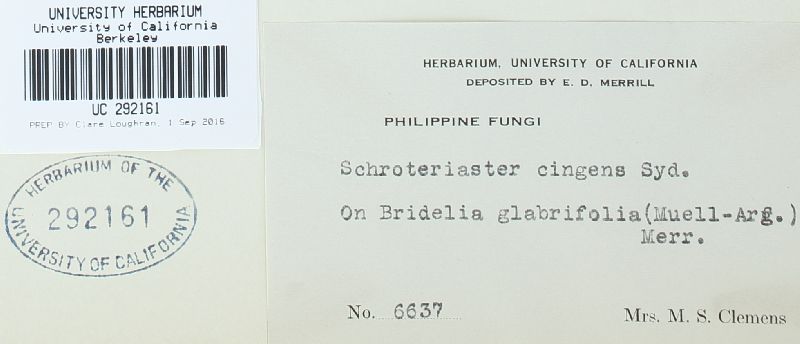 UNIVERSITY HERBARIUM
University of California
Berkeley
UC 292161
PREP BY Clare Loughran, 1 Sep 2016
HERBARIUM OF THE
292161
UNIVERSITY OF CALIFORNIA
HERBARIUM, UNIVERSITY OF CALIFORNIA
DEPOSITED BY E. D. MERRILL
PHILIPPINE FUNGI
Schroteriaster cingens Syd.
On Bridelia glabrifolia(Muell-Arg.)
Merr.
No. 6637
Mrs. M. S. Clemens